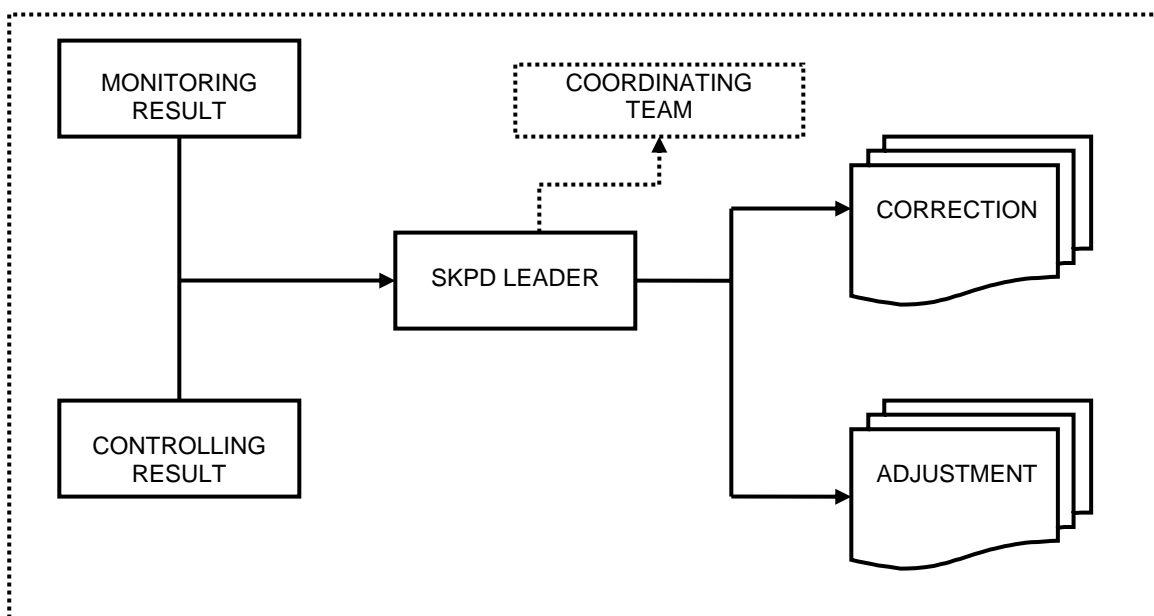 MONITORING
RESULT
COORDINATING
TEAM
CORRECTION
SKPD LEADER
CONTROLLING
RESULT
ADJUSTMENT